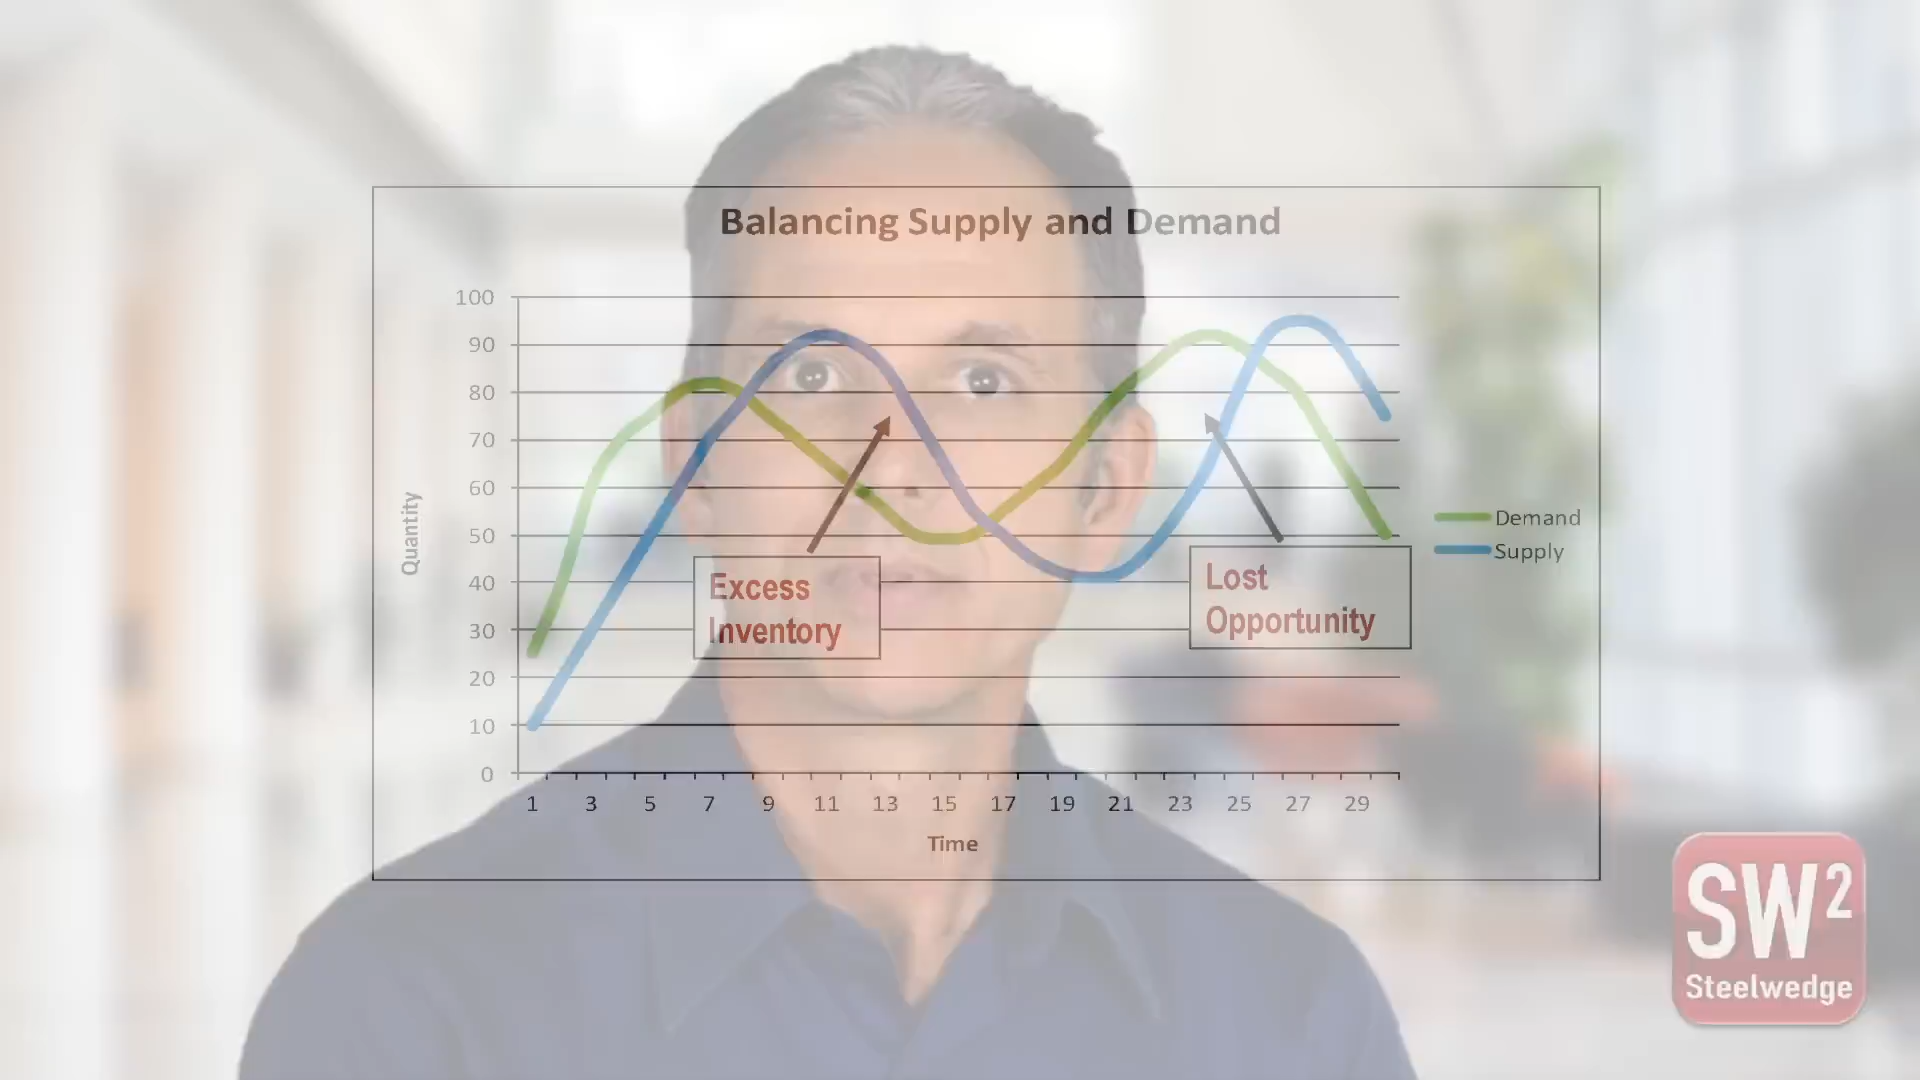 Balancing Supply and Demand
100
90
80
70
60
50
40
30
20
10
0
Quantity
1 3 5 7 9 11 13 15 17 19 21 23 25 27 29
Time
Excess
Inventory
Lost
Opportunity
Demand
Supply
SW2
Steelwedge